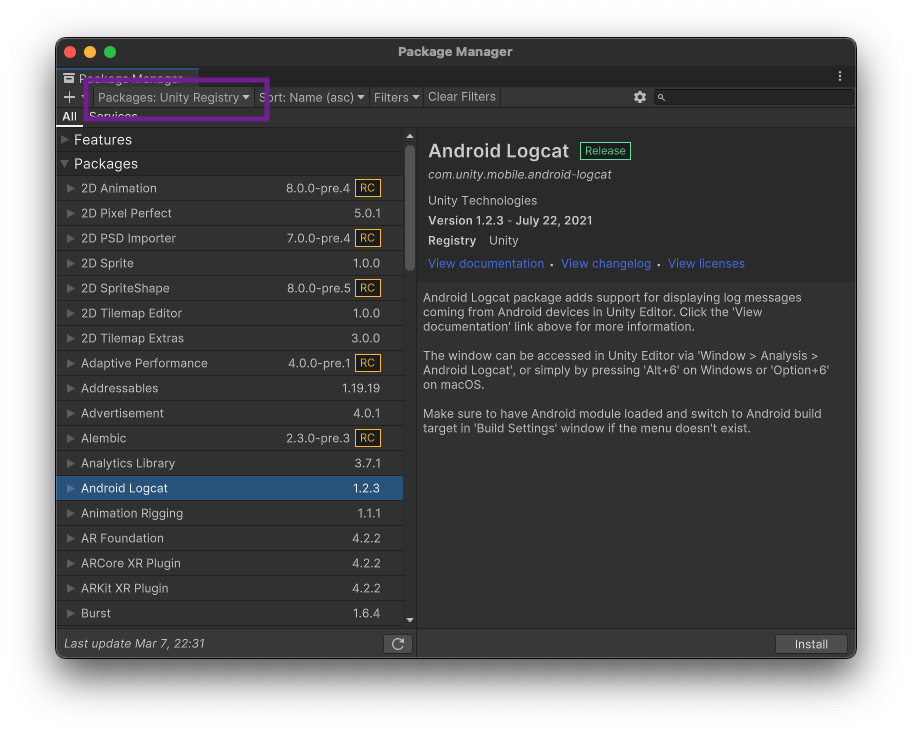 Package Manager
Package Manager
Packages: Unity Registry Sort: Name (asc) Filters Clear Filters
All Services
Features
Packages
2D Animation 8.0.0-pre.4 RC
2D Pixel Perfect 5.0.1
2D PSD Importer 7.0.0-pre.4 RC
2D Sprite 1.0.0
2D SpriteShape 8.0.0-pre.5 RC
2D Tilemap Editor 1.0.0
2D Tilemap Extras 3.0.0
Adaptive Performance 4.0.0-pre.1 RC
Addressables 1.19.19
Advertisement 4.0.1
Alembic 2.3.0-pre.3 RC
Analytics Library 3.7.1
Android Logcat 1.2.3
Animation Rigging 1.1.1
AR Foundation 4.2.2
ARCore XR Plugin 4.2.2
ARKit XR Plugin 4.2.2
Burst 1.6.4
Last update Mar 7, 22:31
Android Logcat Release
com.unity.mobile.android-logcat
Unity Technologies
Version 1.2.3 - July 22, 2021
Registry Unity
View documentation • View changelog • View licenses
Android Logcat package adds support for displaying log messages
coming from Android devices in Unity Editor. Click the 'View
documentation' link above for more information.
The window can be accessed in Unity Editor via 'Window > Analysis >
Android Logcat', or simply by pressing 'Alt+6' on Windows or 'Option+6'
on macOS.
Make sure to have Android module loaded and switch to Android build
target in 'Build Settings' window if the menu doesn't exist.
Install